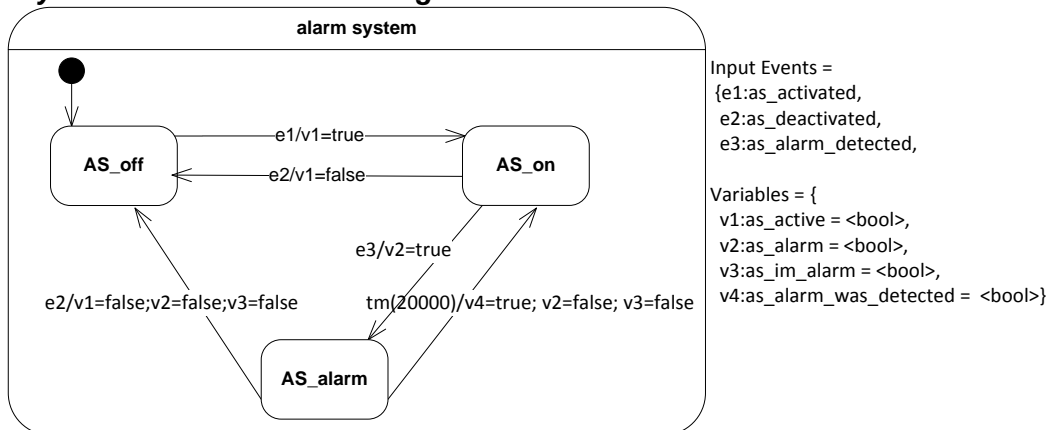 alarm system
Input Events =
{e1:as_activated,
e2:as_deactivated,
e3:as_alarm_detected,
Variables = {
v1:as_active = <bool>,
v2:as_alarm = <bool>,
v3:as_im_alarm = <bool>,
v4:as_alarm_was_detected = <bool>}
AS_off
e1/v1=true
AS_on
e2/v1=false
e3/v2=true
e2/v1=false;v2=false;v3=false
tm(20000)/v4=true; v2=false; v3=false
AS_alarm